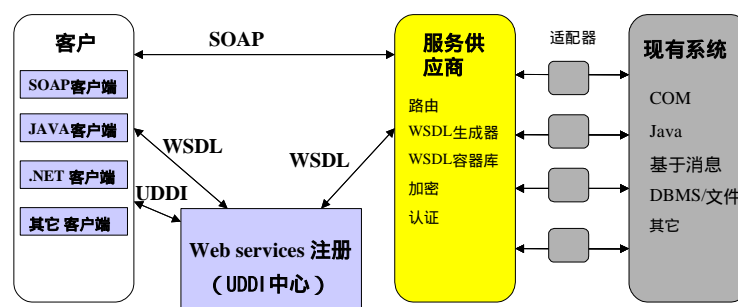 客户
SOAP客户端
JAVA客户端
.NET 客户端
其它 客户端
SOAP
WSDL
WSDL
UDDI
Web services 注册
（UDDI中心）
服务供
应商
路由
WSDL生成器
WSDL容器库
加密
认证
适配器
现有系统
COM
Java
基于消息
DBMS/文件
其它